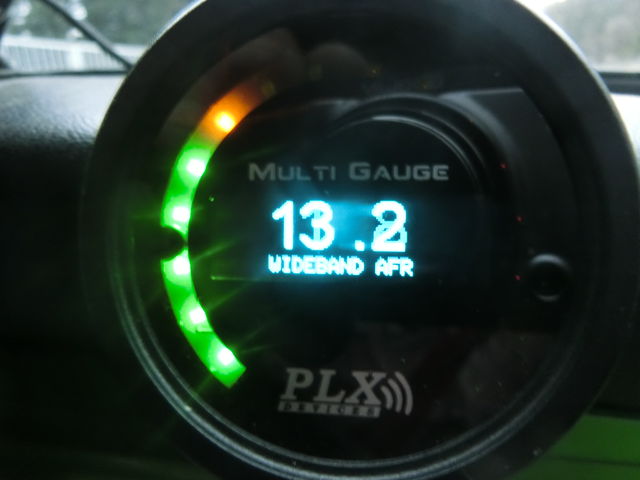 MULTI GAUGE
13.2
WIDEBAND AFR
PLX
DEVICES